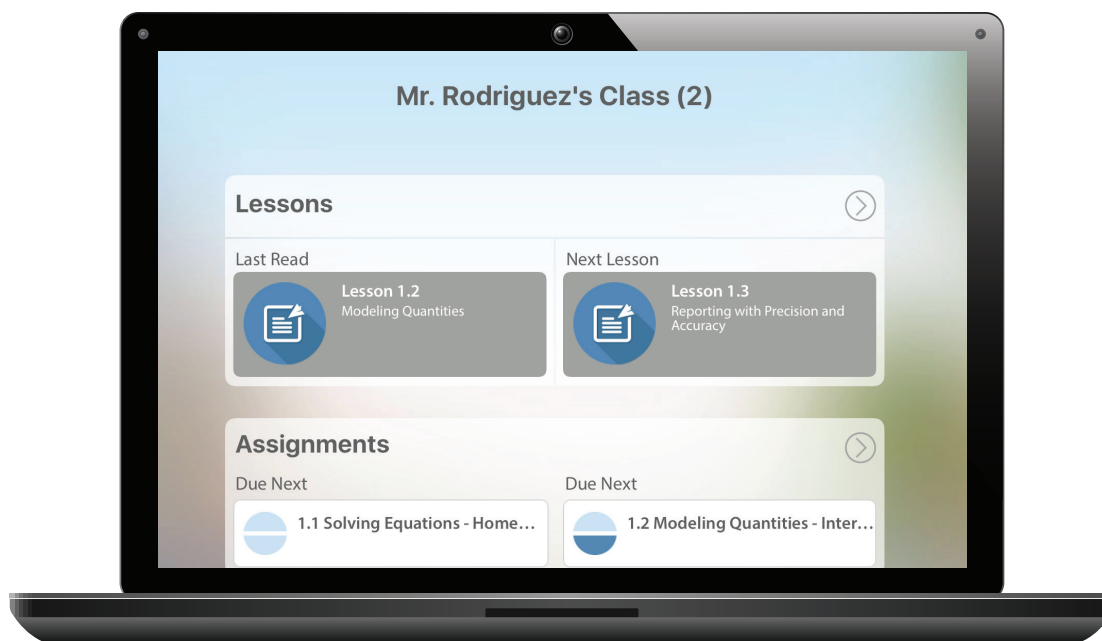 Mr. Rodriguez's Class (2)
Lessons
Last Read
Lesson 1.2
Modeling Quantities
Next Lesson
Lesson 1.3
Reporting with Precision and
Accuracy
Assignments
Due Next
1.1 Solving Equations - Home...
Due Next
1.2 Modeling Quantities - Inter...